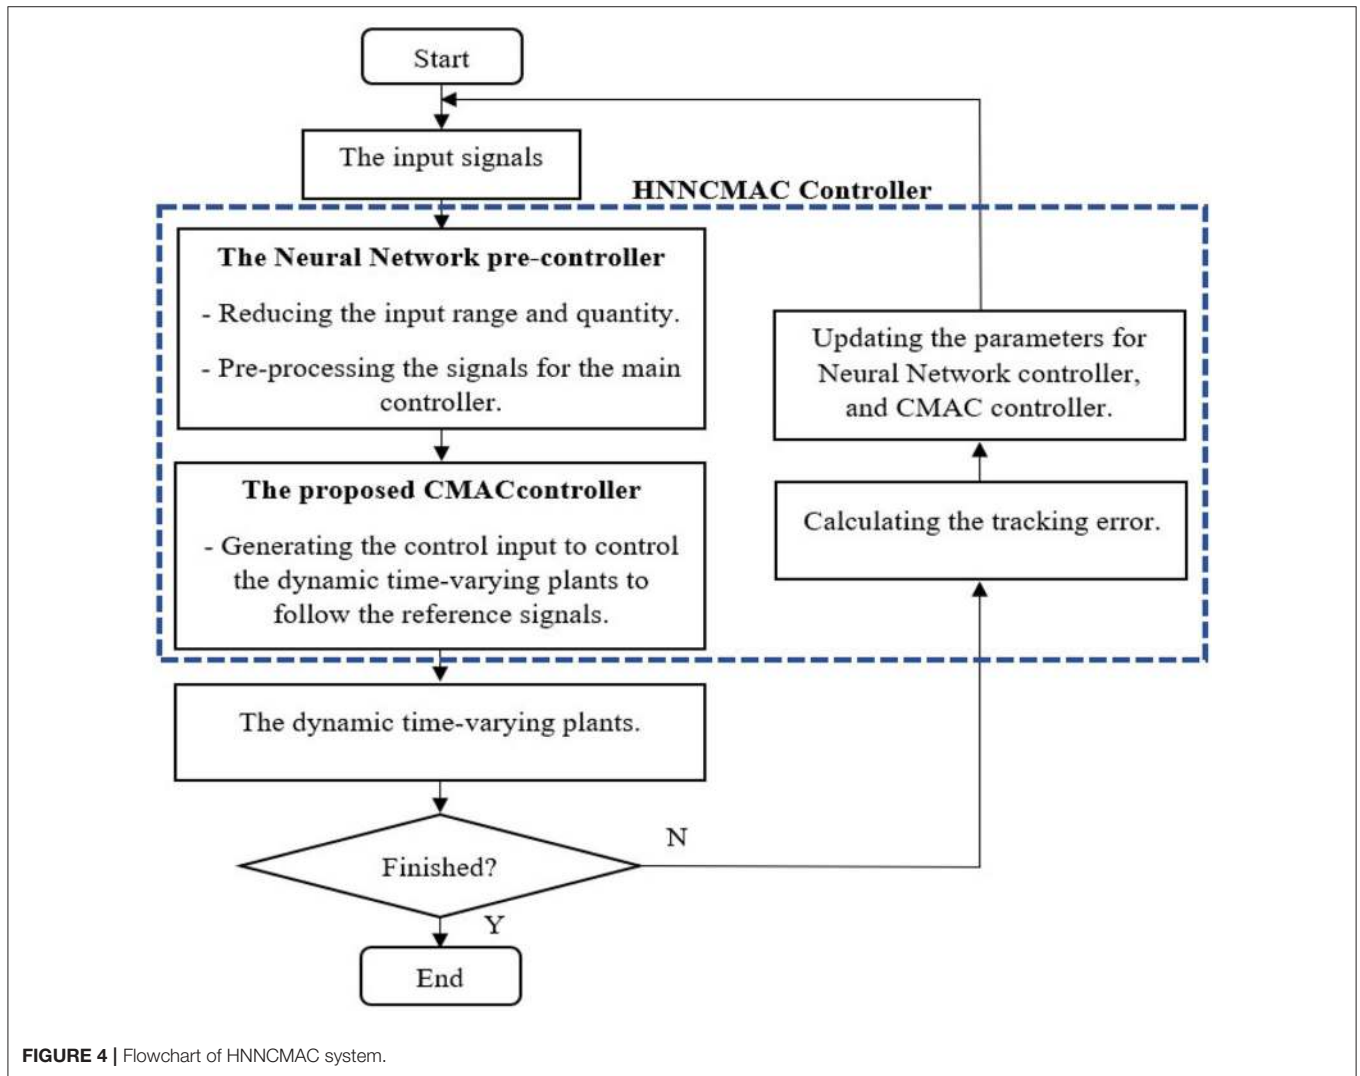 Start
The input signals
HNNCMAC Controller
The Neural Network pre-controller
- Reducing the input range and quantity.
- Pre-processing the signals for the main
controller.
The proposed CMACcontroller
- Generating the control input to control
the dynamic time-varying plants to
follow the reference signals.
Updating the parameters for
Neural Network controller,
and CMAC controller.
Calculating the tracking error.
The dynamic time-varying plants.
Finished?
N
Y
End
FIGURE 4 | Flowchart of HNNCMAC system.